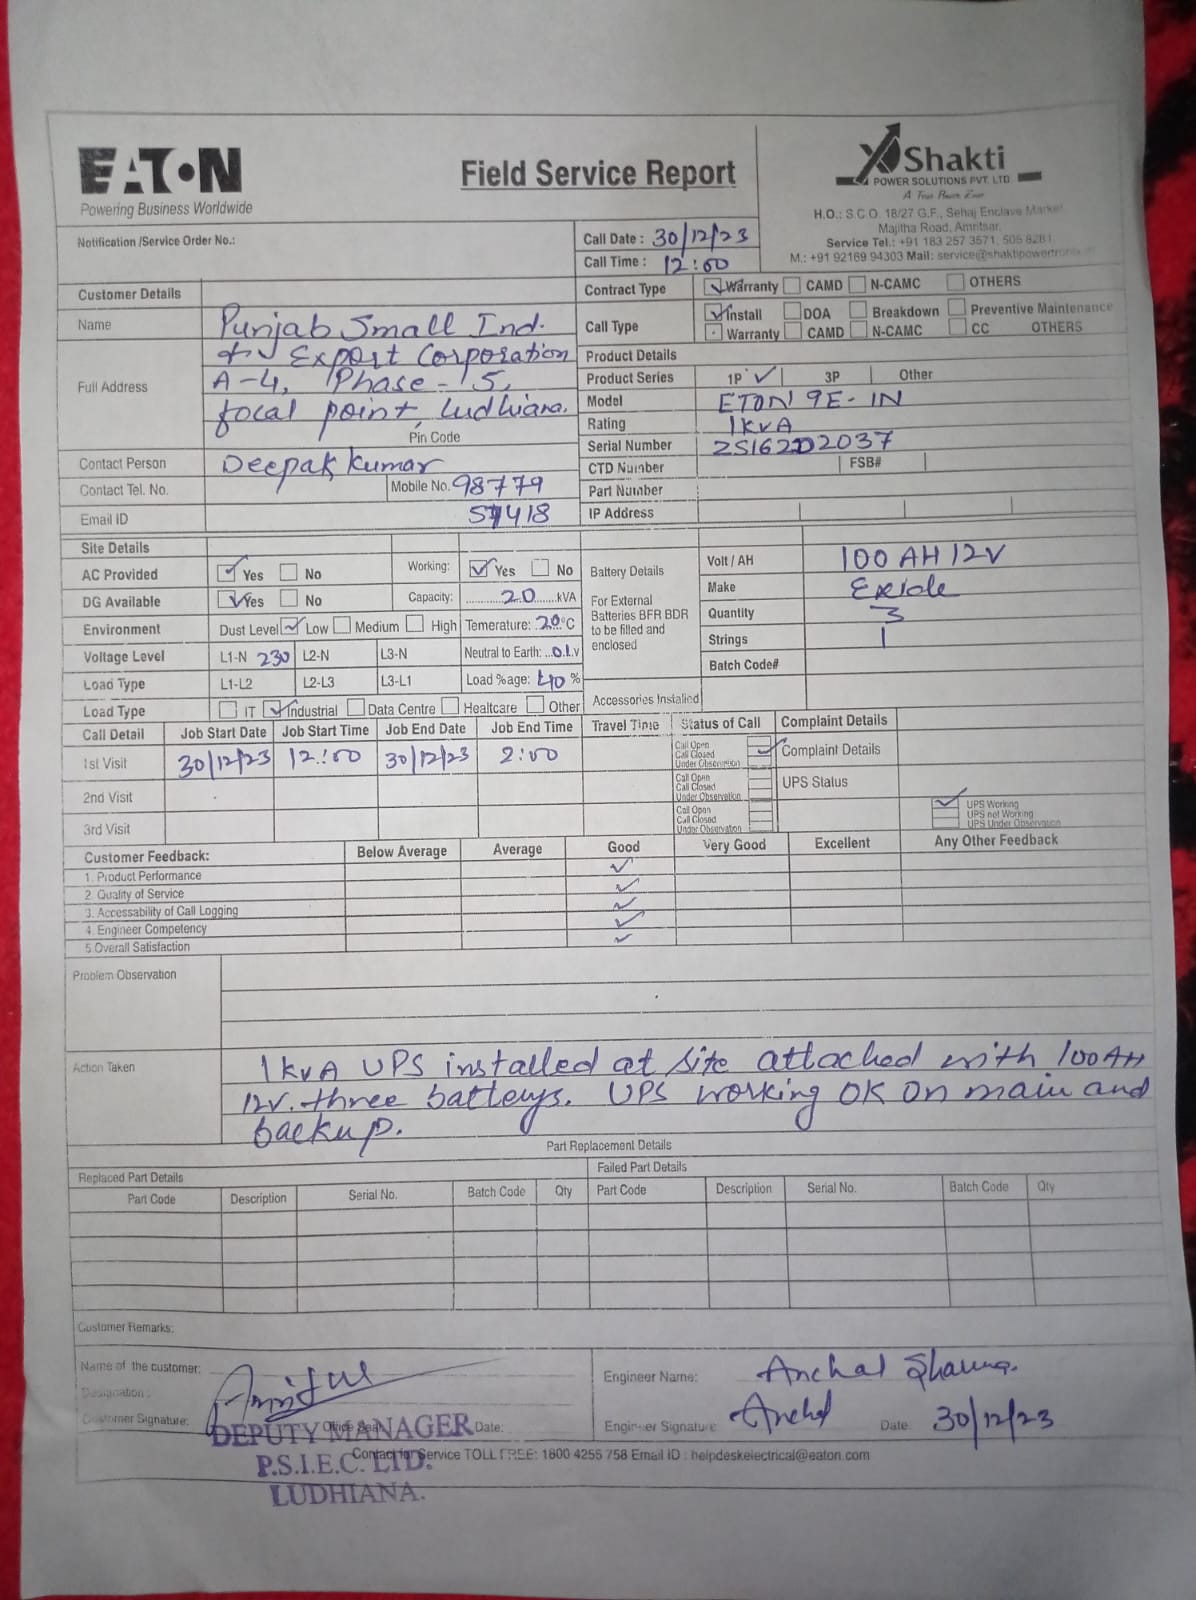 EATON
Powering Business Worldwide
Field Service Report
Shakti
POWER SOLUTIONS PVT. LTD.
A True Power Zone
H.O.: S.C.O. 18/27 G.F., Sehaj Enclave Market
Majitha Road, Amritsar.
Service Tel.: +91 183 257 3571, 505 8281
M.: +91 92169 94303 Mail: service@shaktipowertronix
Notification /Service Order No.:
Call Date : 30/12/23
Call Time : 12:00
Customer Details
Contract Type Warranty CAMD N-CAMC OTHERS
Name Punjab Small Ind.
Call Type Install DOA Breakdown Preventive Maintenance
Warranty CAMD N-CAMC CC OTHERS
Full Address & Export Corporation
A-4, Phase - 5,
focal point, Ludhiana.
Pin Code
Product Details
Product Series 1P 3P Other
Model ETON 9E-IN
Rating 1KVA
Serial Number ZS162D2037
Contact Person Deepak Kumar
CTD Number FSB#
Contact Tel. No. Mobile No. 98779
Part Number
Email ID 57418
IP Address
Site Details
AC Provided Yes No Working: Yes No
DG Available Yes No Capacity: 20 kVA
Environment Dust Level Low Medium High Temerature: 20°C
Voltage Level L1-N 230 L2-N L3-N Neutral to Earth: 0.1 v
Load Type L1-L2 L2-L3 L3-L1 Load %age: 40 %
Load Type IT Industrial Data Centre Healtcare Other
Battery Details
For External
Batteries BFR BDR
to be filled and
enclosed
Volt / AH 100 AH 12V
Make Exide
Quantity 3
Strings 1
Batch Code#
Accessories Installed
Call Detail Job Start Date Job Start Time Job End Date Job End Time Travel Time Status of Call Complaint Details
1st Visit 30/12/23 12:00 30/12/23 2:00
Call Open
Call Closed
Under Observation
Complaint Details
2nd Visit
Call Open
Call Closed
Under Observation
UPS Status
3rd Visit
Call Open
Call Closed
Under Observation
UPS Working
UPS not Working
UPS Under Observation
Customer Feedback: Below Average Average Good Very Good Excellent Any Other Feedback
1. Product Performance
2. Quality of Service
3. Accessability of Call Logging
4. Engineer Competency
5.Overall Satisfaction
Problem Observation
Action Taken 1 KVA UPS installed at site attached with 100AH
12V. three batteys. UPS working OK on main and
backup.
Part Replacement Details
Replaced Part Details Failed Part Details
Part Code Description Serial No. Batch Code Qty Part Code Description Serial No. Batch Code Qty
Customer Remarks:
Name of the customer:
Engineer Name: Anchal Sharma.
Designation :
Customer Signature: Office Seal Date:
Engineer Signature Anchal Date 30/12/23
DEPUTY MANAGER
P.S.I.E.C. LTD.
LUDHIANA.
Contact for Service TOLL FREE: 1800 4255 758 Email ID : helpdeskelectrical@eaton.com